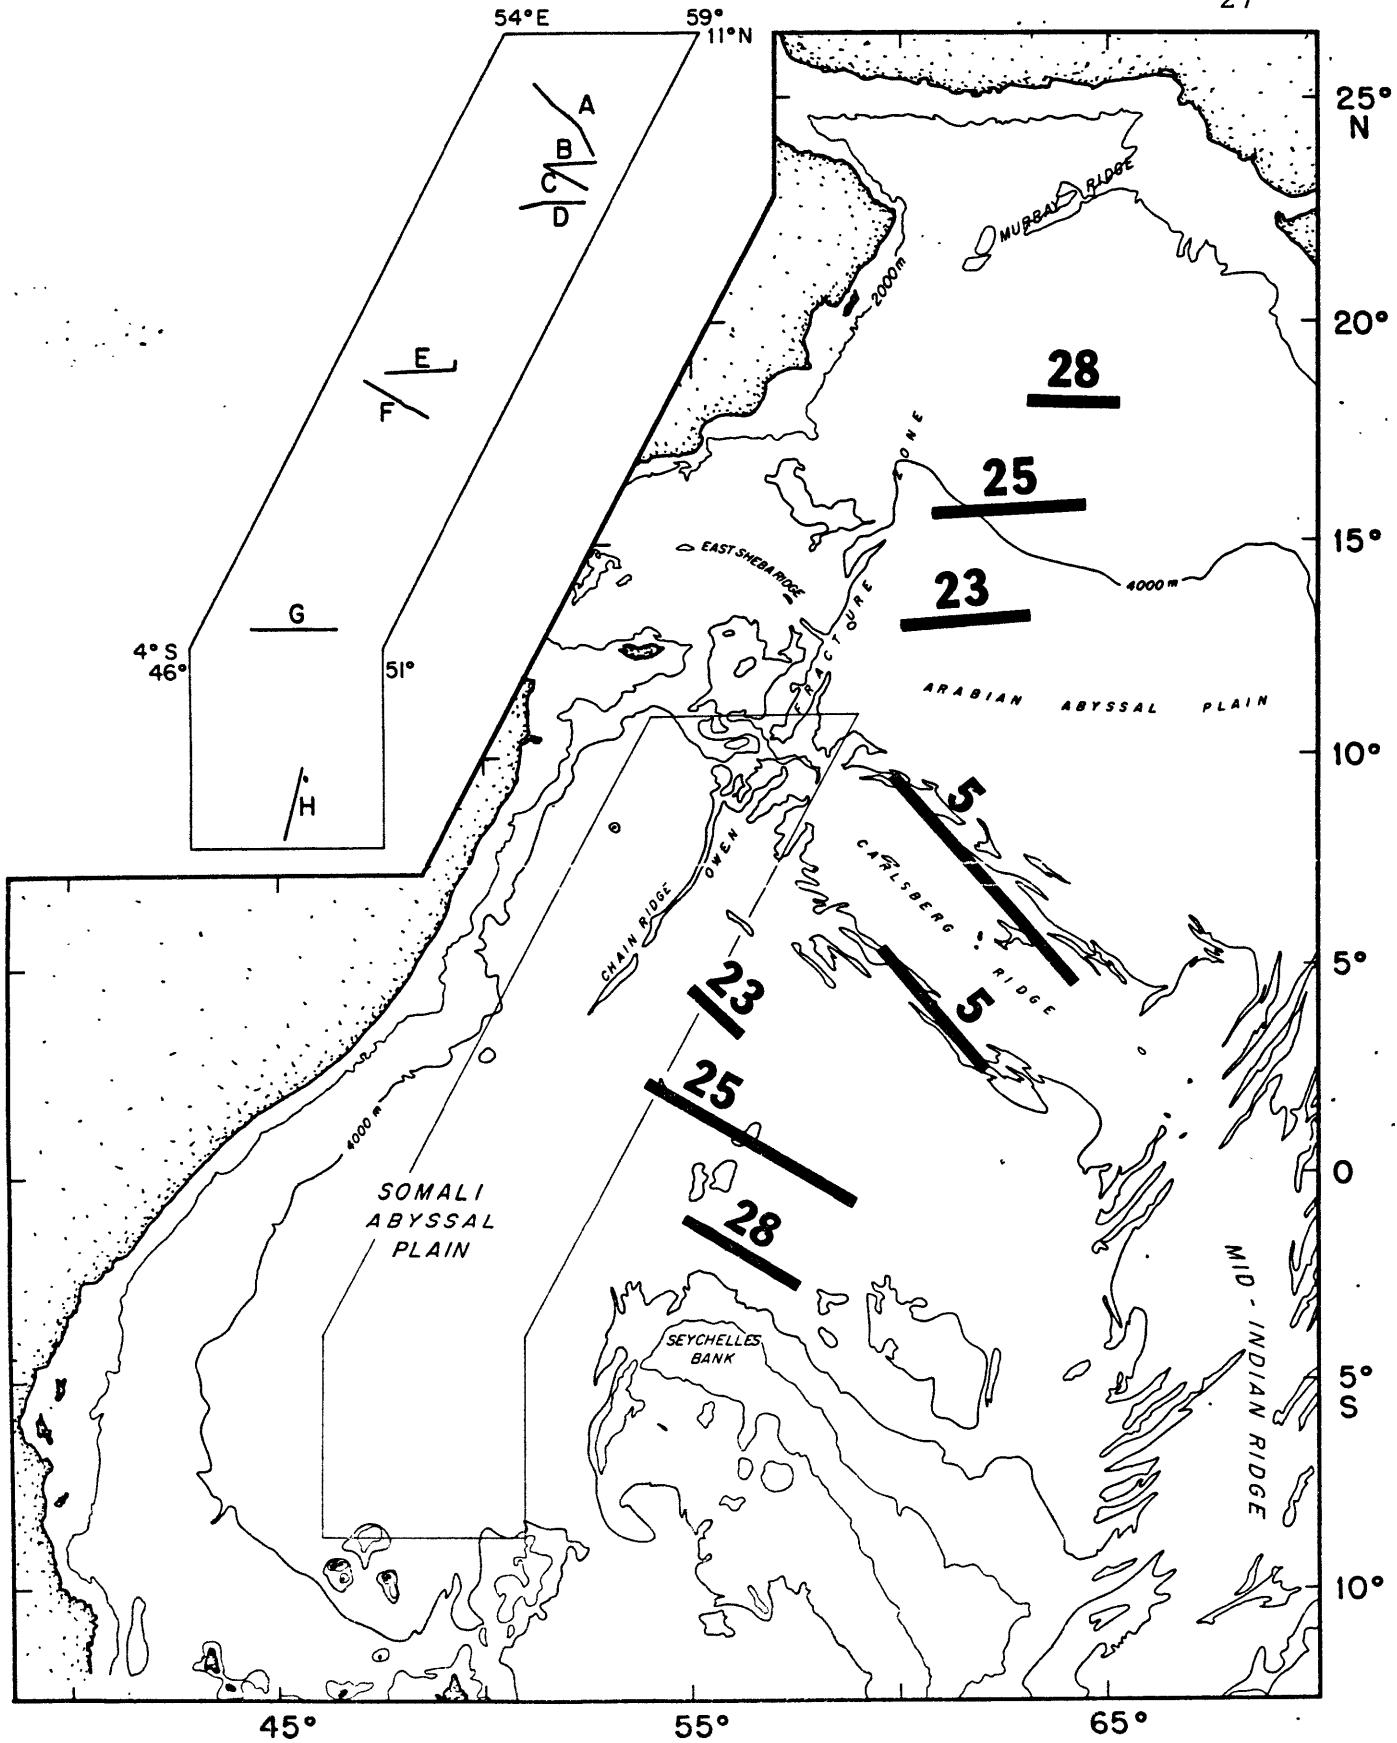 27
54°E
59°
11°N
A
B
C
D
E
F
G
4° S
46°
51°
H
25°
N
MURRAY RIDGE
2000m
20°
28
ZONE
25
15°
EAST SHEBA RIDGE
4000m
23
FRACTURE
ARABIAN ABYSSAL PLAIN
10°
5
CARLSBERG
RIDGE
OWEN
CHAIN RIDGE
5°
23
5
25
4000 m
0
SOMALI
ABYSSAL
PLAIN
28
MID-INDIAN RIDGE
SEYCHELLES
BANK
5°
S
10°
45°
55°
65°